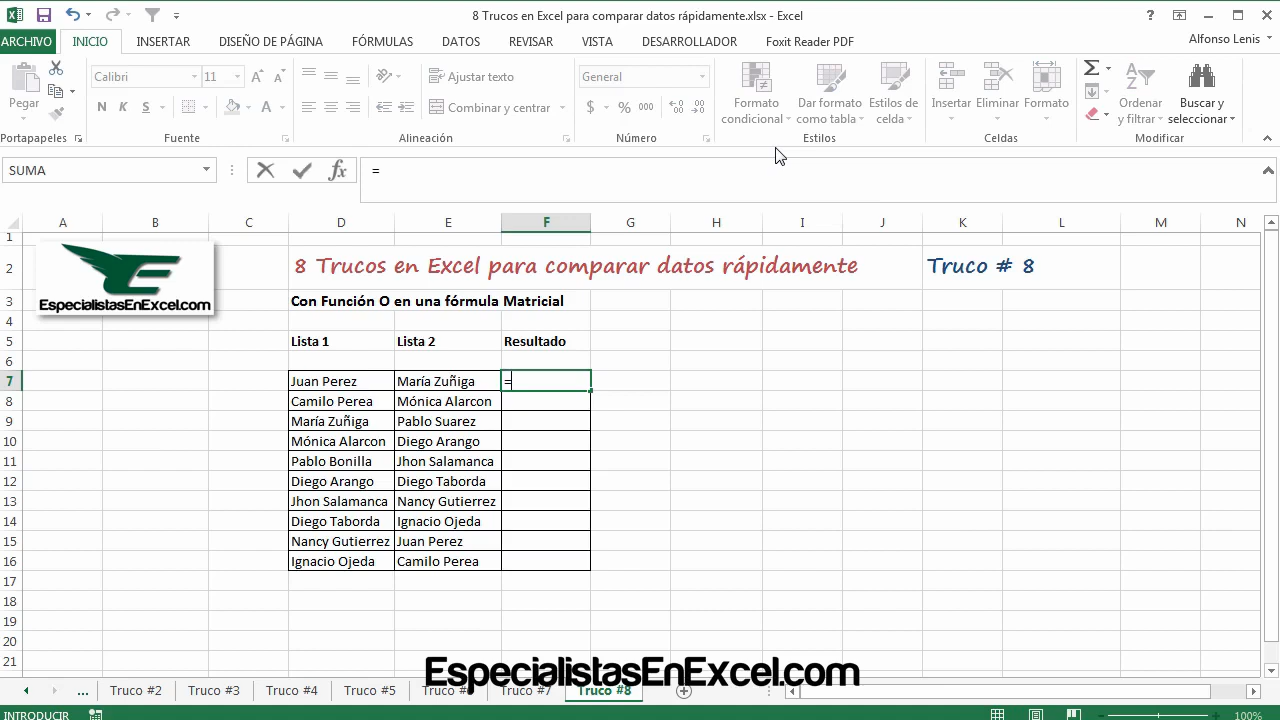 8 Trucos en Excel para comparar datos rápidamente.xlsx - Excel
ARCHIVO INICIO INSERTAR DISEÑO DE PÁGINA FÓRMULAS DATOS REVISAR VISTA DESARROLLADOR Foxit Reader PDF Alfonso Lenis
Pegar
Calibri 11
Ajustar texto
General
Formato condicional
Dar formato como tabla
Estilos de celda
Insertar Eliminar Formato
Ordenar y filtrar
Buscar y seleccionar
N K S
Combinar y centrar
$ % 000
Portapapeles Fuente Alineación Número Estilos Celdas Modificar
SUMA fx =
A B C D E F G H I J K L M N
1
2 8 Trucos en Excel para comparar datos rápidamente Truco # 8
EspecialistasEnExcel.com
3 Con Función O en una fórmula Matricial
4
5 Lista 1 Lista 2 Resultado
6
7 Juan Perez María Zuñiga =
8 Camilo Perea Mónica Alarcon
9 María Zuñiga Pablo Suarez
10 Mónica Alarcon Diego Arango
11 Pablo Bonilla Jhon Salamanca
12 Diego Arango Diego Taborda
13 Jhon Salamanca Nancy Gutierrez
14 Diego Taborda Ignacio Ojeda
15 Nancy Gutierrez Juan Perez
16 Ignacio Ojeda Camilo Perea
17
18
19
20
21
EspecialistasEnExcel.com
... Truco #2 Truco #3 Truco #4 Truco #5 Truco #7 Truco #8
INTRODUCIR 100%